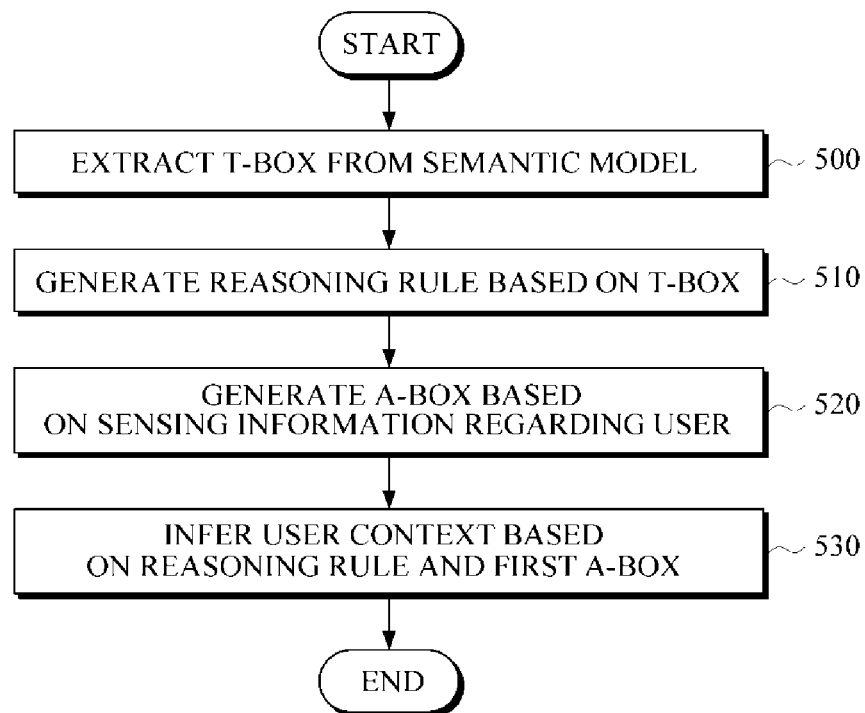 START
EXTRACT T-BOX FROM SEMANTIC MODEL
500
GENERATE REASONING RULE BASED ON T-BOX
510
GENERATE A-BOX BASED
ON SENSING INFORMATION REGARDING USER
520
INFER USER CONTEXT BASED
ON REASONING RULE AND FIRST A-BOX
530
END